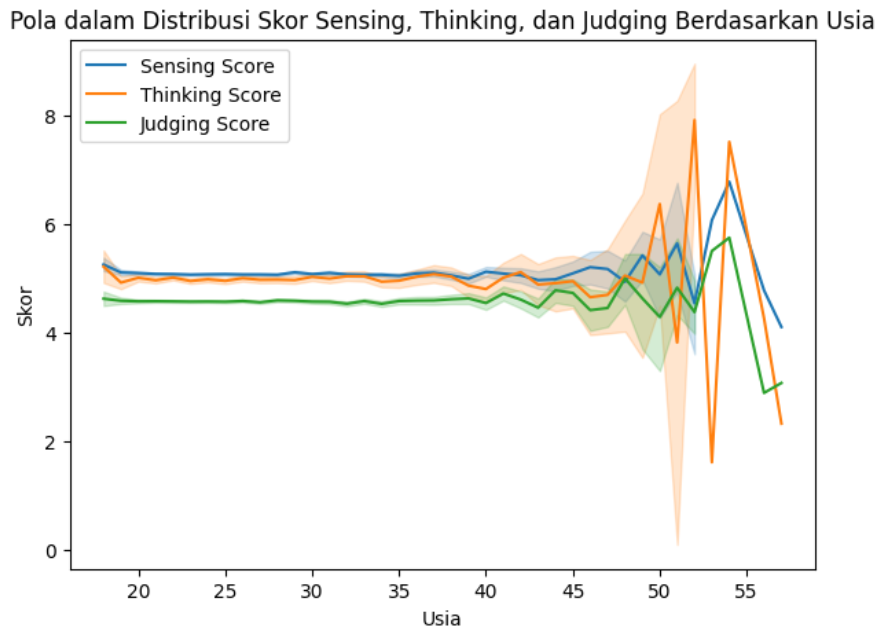 Pola dalam Distribusi Skor Sensing, Thinking, dan Judging Berdasarkan Usia
Sensing Score
Thinking Score
Judging Score
8
6
4
2
0
Skor
20 25 30 35 40 45 50 55
Usia